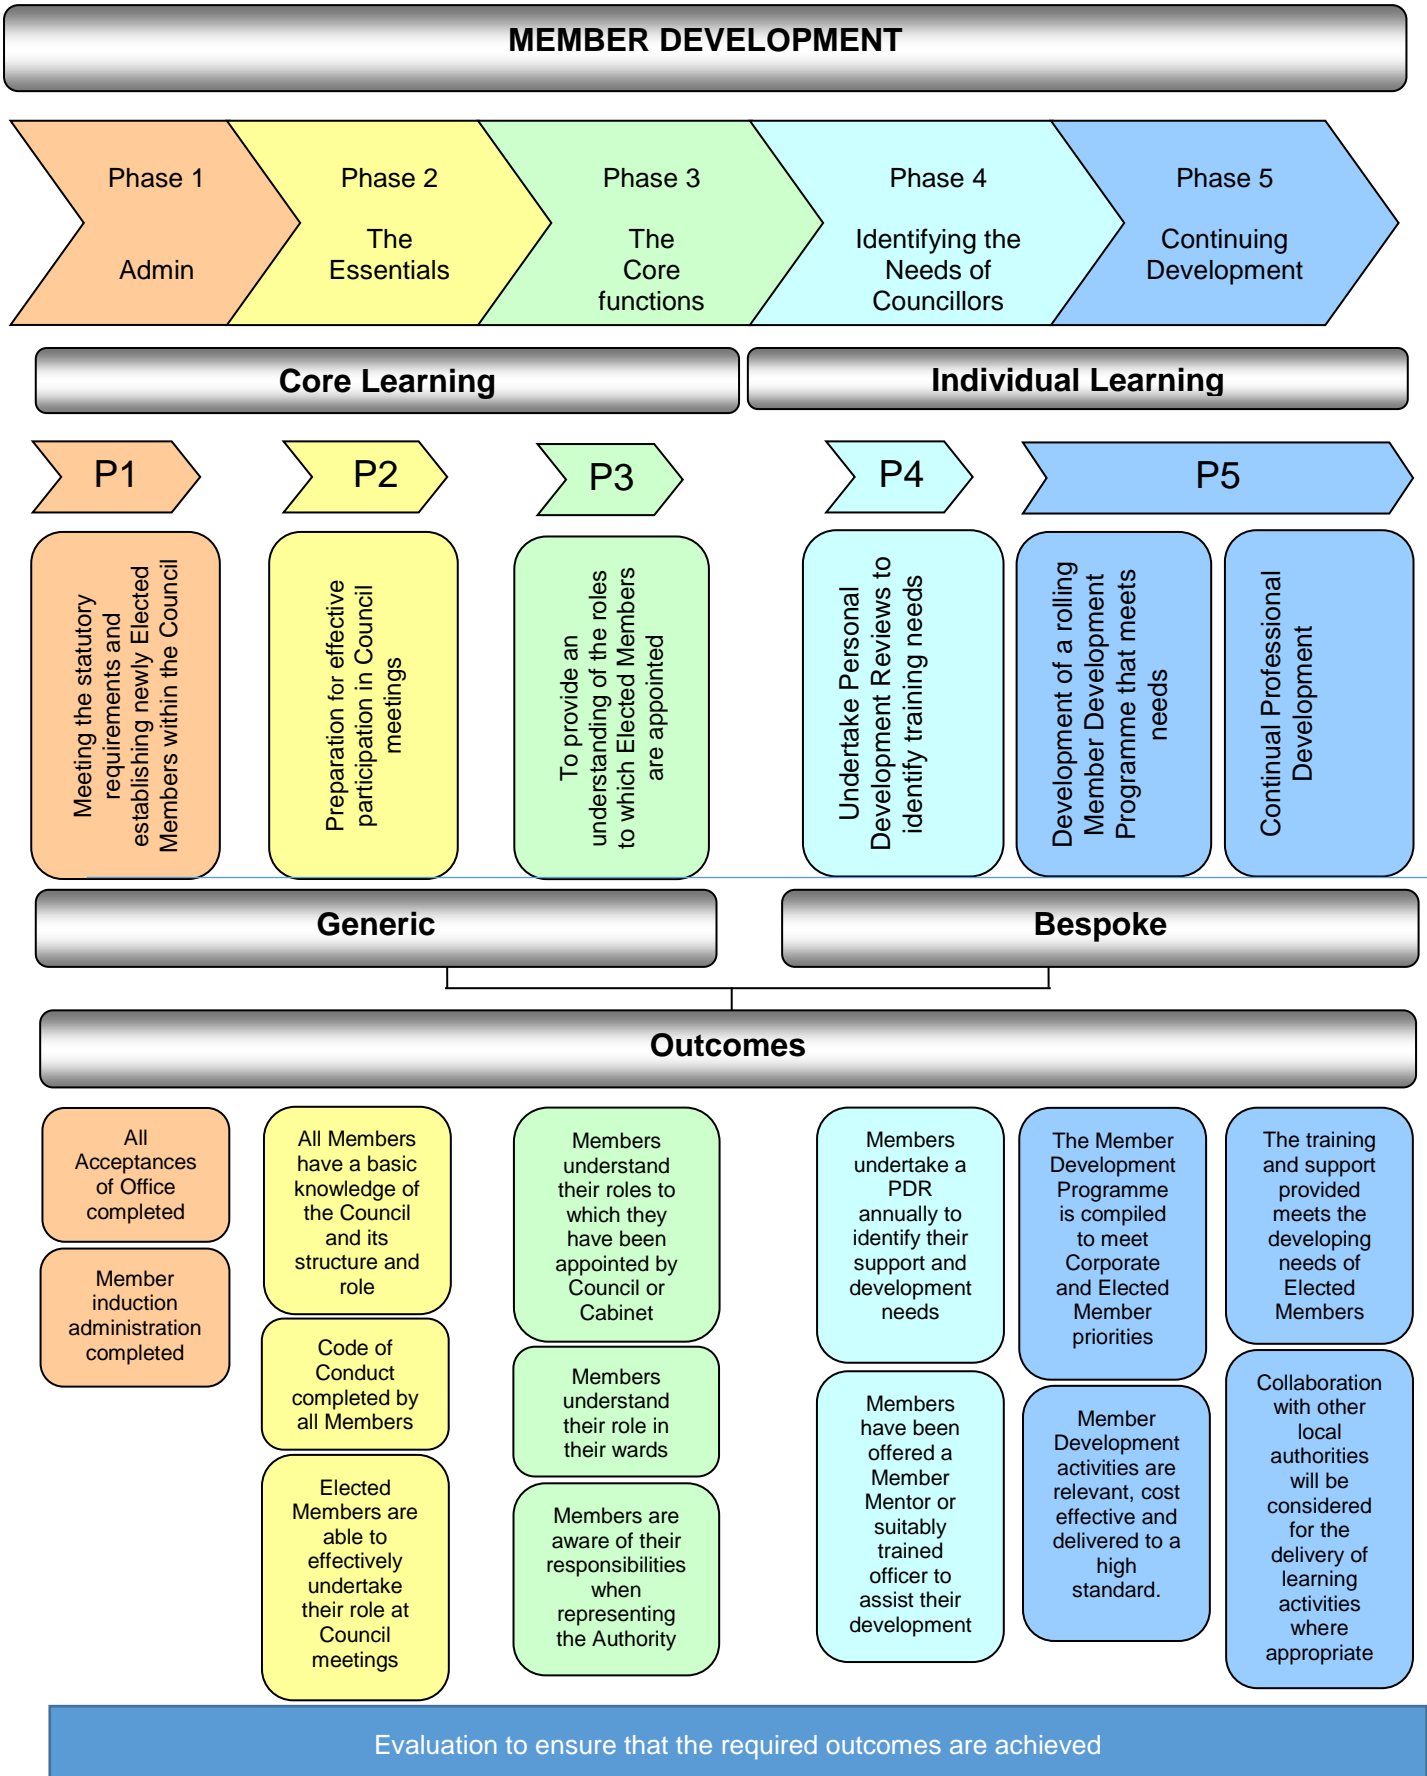 MEMBER DEVELOPMENT
Phase 1
Admin
Phase 2
The
Essentials
Phase 3
The
Core
functions
Phase 4
Identifying the
Needs of
Councillors
Phase 5
Continuing
Development
Core Learning
Individual Learning
P1
P2
P3
P4
P5
Meeting the statutory
requirements and
establishing newly Elected
Members within the Council
Preparation for effective
participation in Council
meetings
To provide an
understanding of the roles
to which Elected Members
are appointed
Undertake Personal
Development Reviews to
identify training needs
Development of a rolling
Member Development
Programme that meets
needs
Continual Professional
Development
Generic
Bespoke
Outcomes
All
Acceptances
of Office
completed
Member
induction
administration
completed
All Members
have a basic
knowledge of
the Council
and its
structure and
role
Code of
Conduct
completed by
all Members
Elected
Members are
able to
effectively
undertake
their role at
Council
meetings
Members
understand
their roles to
which they
have been
appointed by
Council or
Cabinet
Members
understand
their role in
their wards
Members are
aware of their
responsibilities
when
representing
the Authority
Members
undertake a
PDR
annually to
identify their
support and
development
needs
Members
have been
offered a
Member
Mentor or
suitably
trained
officer to
assist their
development
The Member
Development
Programme
is compiled
to meet
Corporate
and Elected
Member
priorities
Member
Development
activities are
relevant, cost
effective and
delivered to a
high
standard.
The training
and support
provided
meets the
developing
needs of
Elected
Members
Collaboration
with other
local
authorities
will be
considered
for the
delivery of
learning
activities
where
appropriate
Evaluation to ensure that the required outcomes are achieved